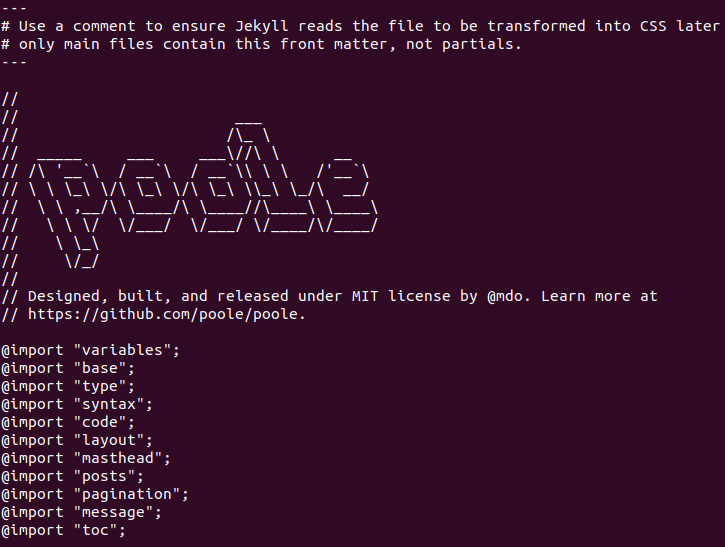 ---
# Use a comment to ensure Jekyll reads the file to be transformed into CSS later
# only main files contain this front matter, not partials.
---

//
//                        ___
//                       /\_ \
//  _____     ___     ___\//\ \      __
// /\ '__`\  / __`\  / __`\\ \ \   /'__`\
// \ \ \_\ \/\ \_\ \/\ \_\ \\_\ \_/\  __/
//  \ \ ,__/\ \____/\ \____//\____\ \____\
//   \ \ \/  \/___/  \/___/ \/____/\/____/
//    \ \_\
//     \/_/
//
// Designed, built, and released under MIT license by @mdo. Learn more at
// https://github.com/poole/poole.

@import "variables";
@import "base";
@import "type";
@import "syntax";
@import "code";
@import "layout";
@import "masthead";
@import "posts";
@import "pagination";
@import "message";
@import "toc";